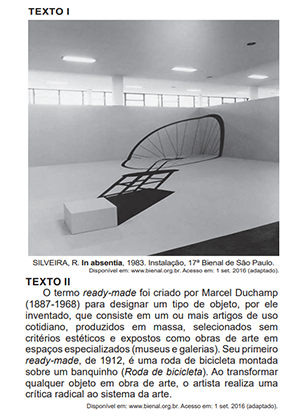 TEXTO I
SILVEIRA, R. In absentia, 1983. Instalação, 17ª Bienal de São Paulo.
Disponível em: www.bienal.org.br. Acesso em: 1 set. 2016 (adaptado).
TEXTO II
O termo ready-made foi criado por Marcel Duchamp
(1887-1968) para designar um tipo de objeto, por ele
inventado, que consiste em um ou mais artigos de uso
cotidiano, produzidos em massa, selecionados sem
critérios estéticos e expostos como obras de arte em
espaços especializados (museus e galerias). Seu primeiro
ready-made, de 1912, é uma roda de bicicleta montada
sobre um banquinho (Roda de bicicleta). Ao transformar
qualquer objeto em obra de arte, o artista realiza uma
crítica radical ao sistema da arte.
Disponível em: www.bienal.org.br. Acesso em: 1 set. 2016 (adaptado).